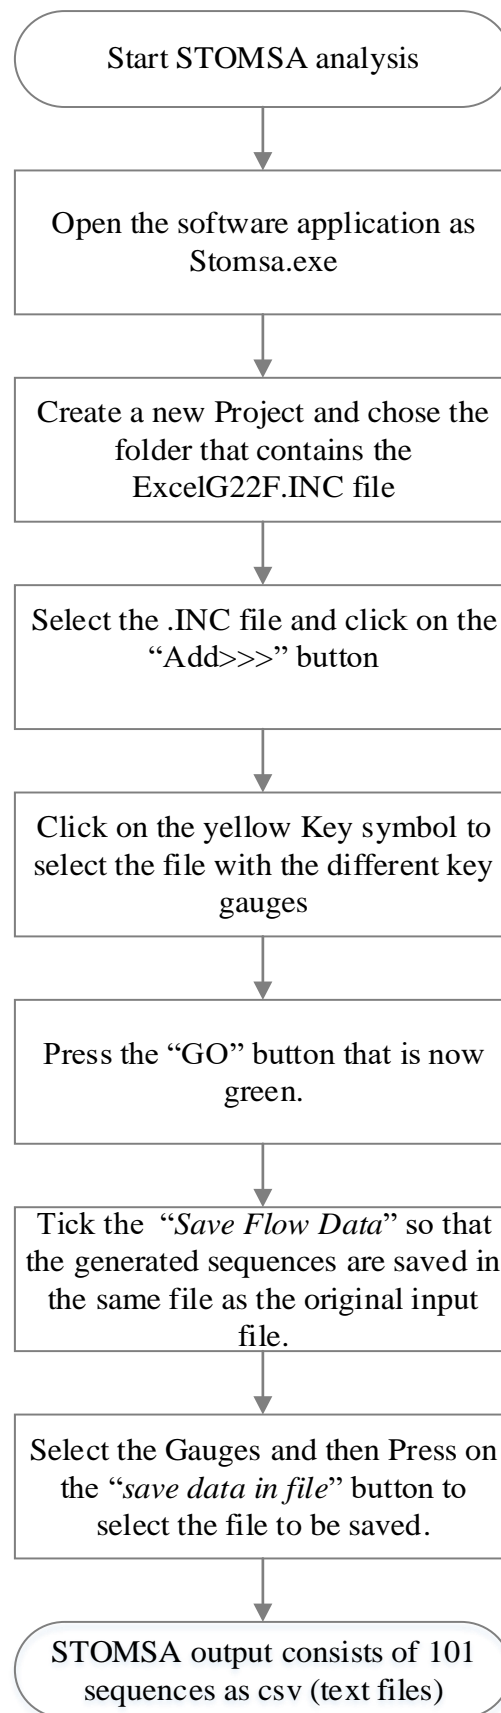 Start STOMSA analysis
Open the software application as
Stomsa.exe
Create a new Project and chose the
folder that contains the
ExcelG22F.INC file
Select the .INC file and click on the
“Add>>>” button
Click on the yellow Key symbol to
select the file with the different key
gauges
Press the “GO” button that is now
green.
Tick the “Save Flow Data” so that
the generated sequences are saved in
the same file as the original input
file.
Select the Gauges and then Press on
the “save data in file” button to
select the file to be saved.
STOMSA output consists of 101
sequences as csv (text files)